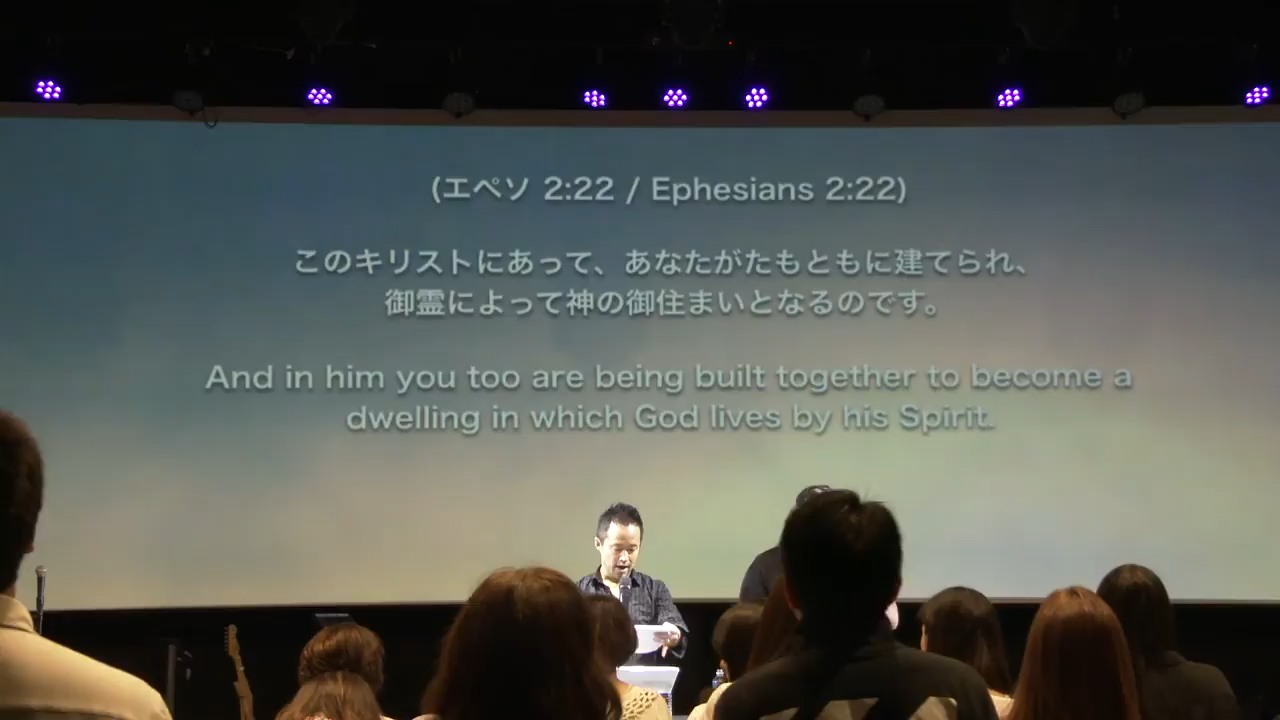 (エペソ 2:22 / Ephesians 2:22)
このキリストにあって、あなたがたもともに建てられ、
御霊によって神の御住まいとなるのです。
And in him you too are being built together to become a
dwelling in which God lives by his Spirit.